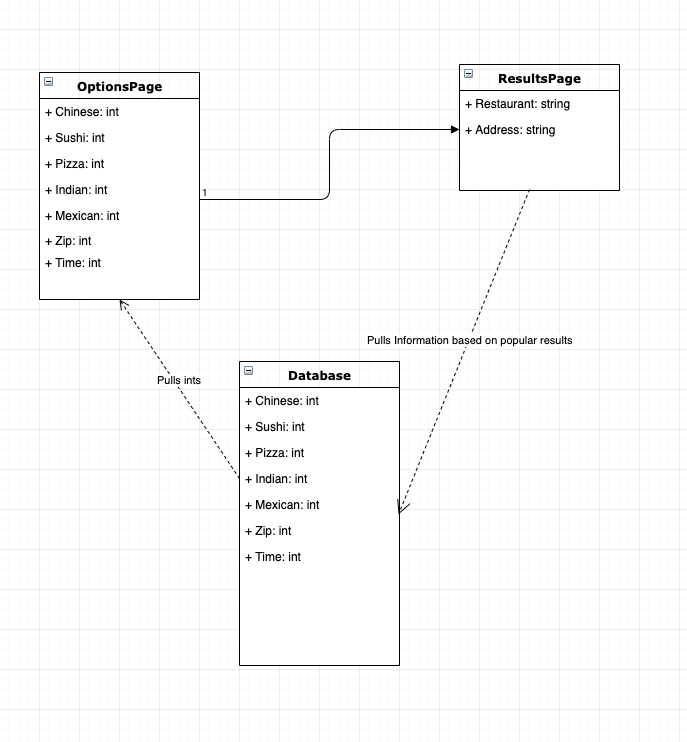 OptionsPage
+ Chinese: int
+ Sushi: int
+ Pizza: int
+ Indian: int
+ Mexican: int
+ Zip: int
+ Time: int
1
ResultsPage
+ Restaurant: string
+ Address: string
Pulls Information based on popular results
Pulls ints
Database
+ Chinese: int
+ Sushi: int
+ Pizza: int
+ Indian: int
+ Mexican: int
+ Zip: int
+ Time: int